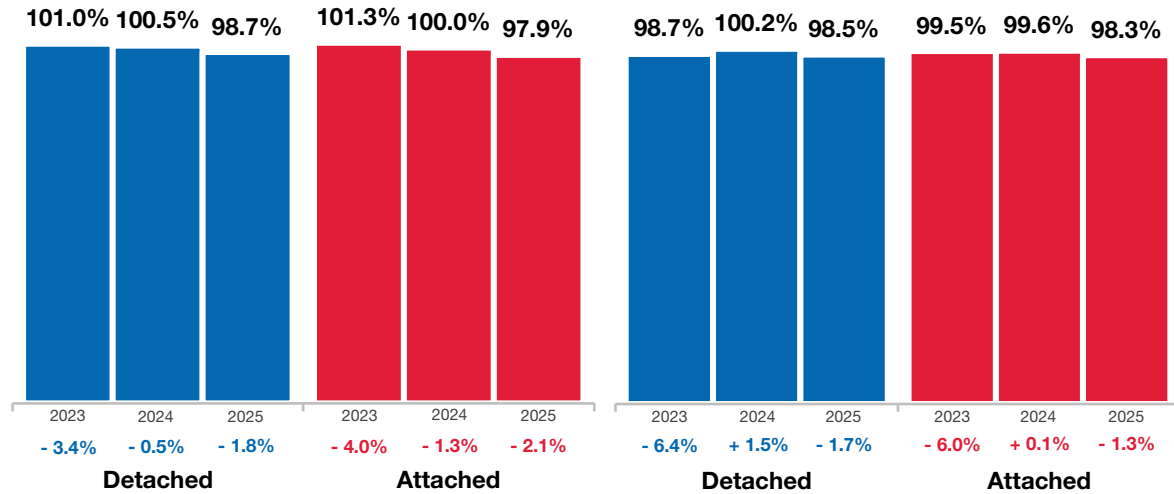 101.0% 100.5% 98.7% 101.3% 100.0% 97.9% 98.7% 100.2% 98.5% 99.5% 99.6% 98.3%
2023 2024 2025 2023 2024 2025 2023 2024 2025 2023 2024 2025
- 3.4% - 0.5% - 1.8% - 4.0% - 1.3% - 2.1% - 6.4% + 1.5% - 1.7% - 6.0% + 0.1% - 1.3%
Detached Attached Detached Attached